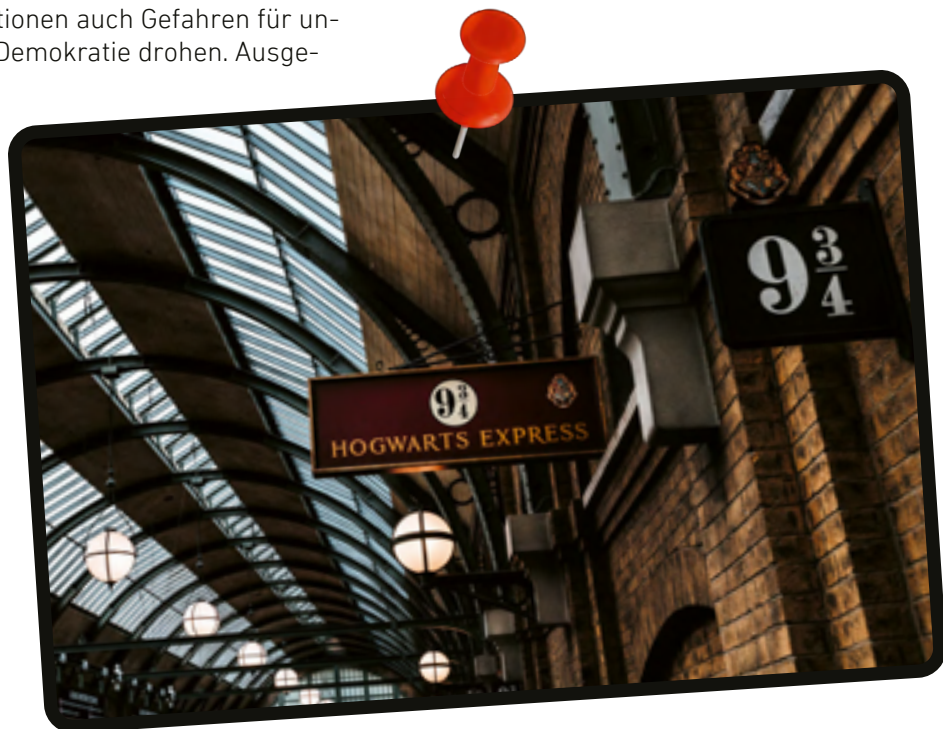 tionen auch Gefahren für un-
Demokratie drohen. Ausge-
9¾
9¾
HOGWARTS EXPRESS